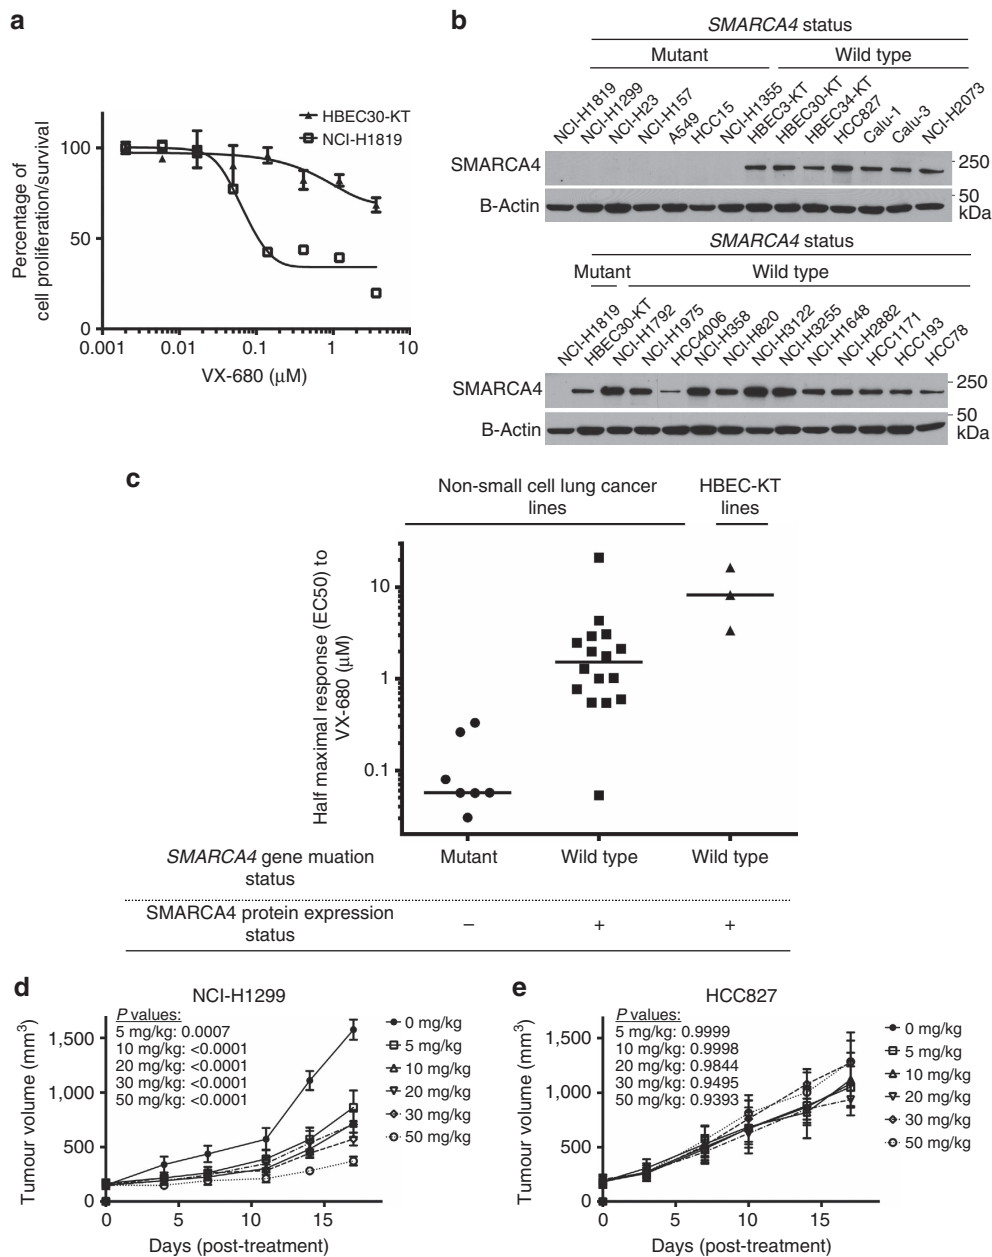 a
HBEC30-KT
NCI-H1819
Percentage of
cell proliferation/survival
100
50
0
0.001
0.01
0.1
1
10
VX-680 (μM)
b
SMARCA4 status
Mutant
Wild type
NCI-H1819
NCI-H1299
NCI-H23
NCI-H157
A549
HCC15
NCI-H1355
HBEC3-KT
HBEC30-KT
HBEC34-KT
HCC827
Calu-1
Calu-3
NCI-H2073
SMARCA4
250
B-Actin
50
kDa
SMARCA4 status
Mutant
Wild type
NCI-H1819
HBEC30-KT
NCI-H1792
NCI-H1975
HCC4006
NCI-H358
NCI-H820
NCI-H3122
NCI-H3255
NCI-H1648
NCI-H2882
HCC1171
HCC193
HCC78
SMARCA4
250
B-Actin
50
kDa
c
Non-small cell lung cancer
lines
HBEC-KT
lines
Half maximal response (EC50) to
VX-680 (μM)
10
1
0.1
SMARCA4 gene muation
status
Mutant
Wild type
Wild type
SMARCA4 protein expression
status
–
+
+
d
NCI-H1299
Tumour volume (mm3)
1,500
1,000
500
0
P values:
5 mg/kg: 0.0007
10 mg/kg: <0.0001
20 mg/kg: <0.0001
30 mg/kg: <0.0001
50 mg/kg: <0.0001
0 mg/kg
5 mg/kg
10 mg/kg
20 mg/kg
30 mg/kg
50 mg/kg
0
5
10
15
Days (post-treatment)
e
HCC827
Tumour volume (mm3)
1,500
1,000
500
0
P values:
5 mg/kg: 0.9999
10 mg/kg: 0.9998
20 mg/kg: 0.9844
30 mg/kg: 0.9495
50 mg/kg: 0.9393
0 mg/kg
5 mg/kg
10 mg/kg
20 mg/kg
30 mg/kg
50 mg/kg
0
5
10
15
Days (post-treatment)